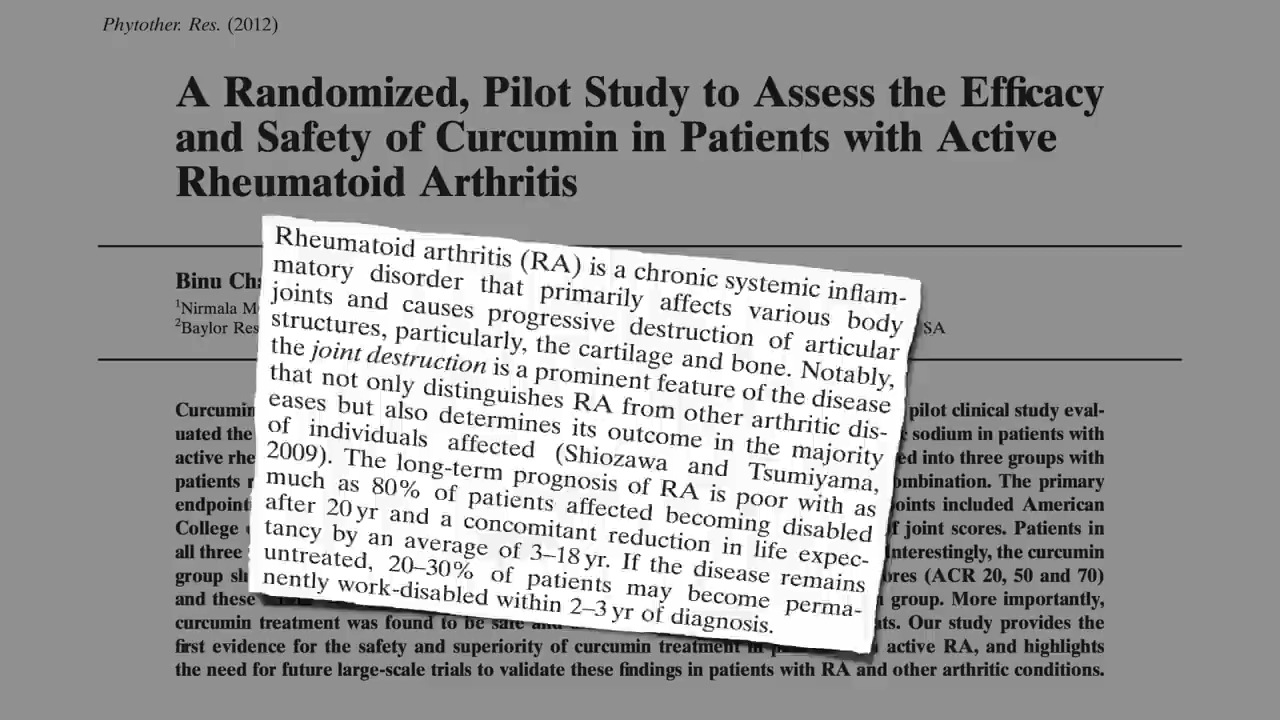 Phytother. Res. (2012)
A Randomized, Pilot Study to Assess the Efficacy
and Safety of Curcumin in Patients with Active
Rheumatoid Arthritis
Binu
1Nirmala
2Baylor
SA
Rheumatoid arthritis (RA) is a chronic systemic inflam-
matory disorder that primarily affects various body
joints and causes progressive destruction of articular
structures, particularly, the cartilage and bone. Notably,
the joint destruction is a prominent feature of the disease
that not only distinguishes RA from other arthritic dis-
eases but also determines its outcome in the majority
of individuals affected (Shiozawa and Tsumiyama,
2009). The long-term prognosis of RA is poor with as
much as 80% of patients affected becoming disabled
after 20 yr and a concomitant reduction in life expec-
tancy by an average of 3–18 yr. If the disease remains
untreated, 20–30% of patients may become perma-
nently work-disabled within 2–3 yr of diagnosis.
Curcumin pilot clinical study eval-
uated the sodium in patients with
active into three groups with
patients The primary
included American
College joint scores. Patients in
all three the curcumin
group (ACR 20, 50 and 70)
and these group. More importantly,
curcumin treatment was found to be safe and Our study provides the
first evidence for the safety and superiority of curcumin treatment active RA, and highlights
the need for future large-scale trials to validate these findings in patients with RA and other arthritic conditions.